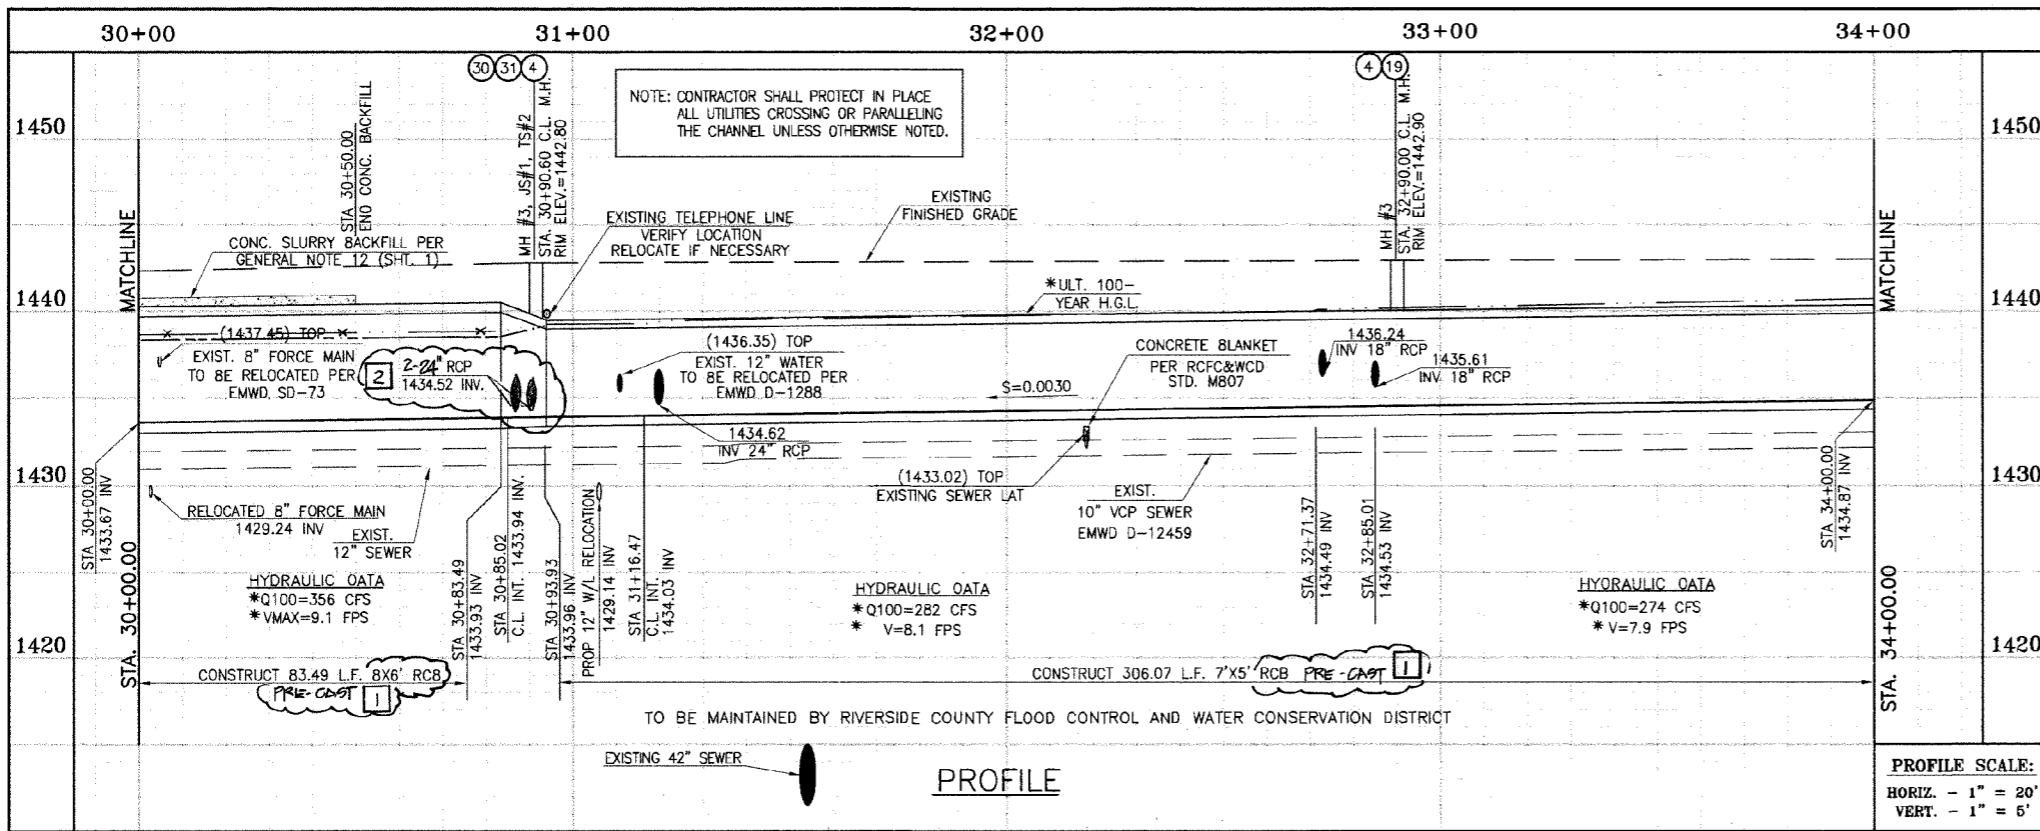 30+00
31+00
32+00
33+00
34+00
30 31 4
4 19
1450
1440
1430
1420
1450
1440
1430
1420
NOTE: CONTRACTOR SHALL PROTECT IN PLACE
ALL UTILITIES CROSSING OR PARALLELING
THE CHANNEL UNLESS OTHERWISE NOTED.
STA 30+50.00
END CONC. BACKFILL
MH #3, JS#1, TS#2
STA. 30+90.60 C.L. M.H.
RIM ELEV.=1442.80
MH #3
STA. 32+90.00 C.L. M.H.
RIM ELEV.=1442.90
MATCHLINE
MATCHLINE
CONC. SLURRY BACKFILL PER
GENERAL NOTE 12 (SHT. 1)
EXISTING TELEPHONE LINE
VERIFY LOCATION
RELOCATE IF NECESSARY
EXISTING
FINISHED GRADE
*ULT. 100-
YEAR H.G.L.
(1437.45) TOP
EXIST. 8" FORCE MAIN
TO BE RELOCATED PER
EMWD, SD-73
2
2-24" RCP
1434.52 INV.
(1436.35) TOP
EXIST. 12" WATER
TO BE RELOCATED PER
EMWD D-1288
1434.62
INV 24" RCP
S=0.0030
CONCRETE BLANKET
PER RCFC&WCD
STD. M807
1436.24
INV 18" RCP
1435.61
INV 18" RCP
(1433.02) TOP
EXISTING SEWER LAT
EXIST.
10" VCP SEWER
EMWD D-12459
RELOCATED 8" FORCE MAIN
1429.24 INV
EXIST.
12" SEWER
STA 30+00.00
1433.67 INV
STA. 30+00.00
STA 30+83.49
1433.93 INV
STA 30+85.02
C.L. INT. 1433.94 INV.
STA 30+93.93
1433.96 INV
PROP 12" W/L RELOCATION
1429.14 INV
STA 31+16.47
C.L. INT.
1434.03 INV
STA 32+71.37
1434.49 INV
STA 32+85.01
1434.53 INV
STA 34+00.00
1434.87 INV
STA. 34+00.00
HYDRAULIC DATA
*Q100=356 CFS
*VMAX=9.1 FPS
HYDRAULIC DATA
*Q100=282 CFS
* V=8.1 FPS
HYDRAULIC DATA
*Q100=274 CFS
* V=7.9 FPS
CONSTRUCT 83.49 L.F. 8X6' RCB
PRE-CAST 1
CONSTRUCT 306.07 L.F. 7'X5' RCB PRE-CAST 1
TO BE MAINTAINED BY RIVERSIDE COUNTY FLOOD CONTROL AND WATER CONSERVATION DISTRICT
EXISTING 42" SEWER
PROFILE
PROFILE SCALE:
HORIZ. - 1" = 20'
VERT. - 1" = 5'